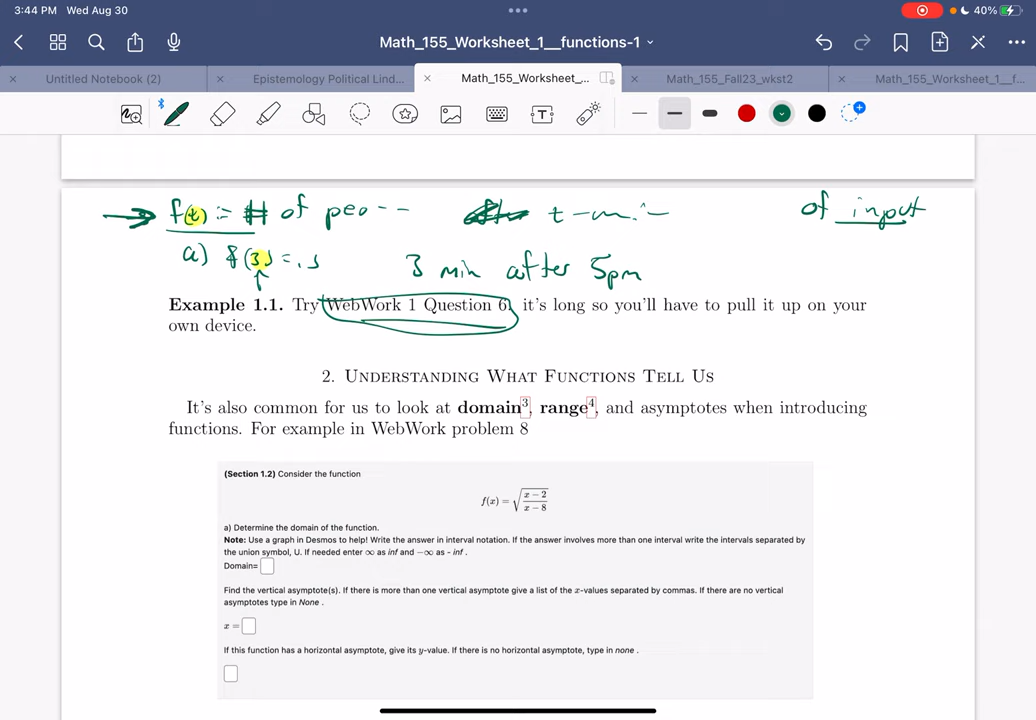 3:44 PM Wed Aug 30
40%
Math_155_Worksheet_1__functions-1
Untitled Notebook (2)
Epistemology Political Lind...
Math_155_Worksheet_...
Math_155_Fall23_wkst2
Math_155_Worksheet_1__f...
f(t) = # of peo-- t-mi- of input
a) f(3) =
3 min after 5pm
Example 1.1. Try WebWork 1 Question 6, it's long so you'll have to pull it up on your
own device.
2. Understanding What Functions Tell Us
It's also common for us to look at domain3, range4, and asymptotes when introducing
functions. For example in WebWork problem 8
(Section 1.2) Consider the function
f(x) = √((x − 2)/(x − 8))
a) Determine the domain of the function.
Note: Use a graph in Desmos to help! Write the answer in interval notation. If the answer involves more than one interval write the intervals separated by
the union symbol, U. If needed enter ∞ as inf and −∞ as - inf .
Domain=
Find the vertical asymptote(s). If there is more than one vertical asymptote give a list of the x-values separated by commas. If there are no vertical
asymptotes type in None .
x =
If this function has a horizontal asymptote, give its y-value. If there is no horizontal asymptote, type in none .